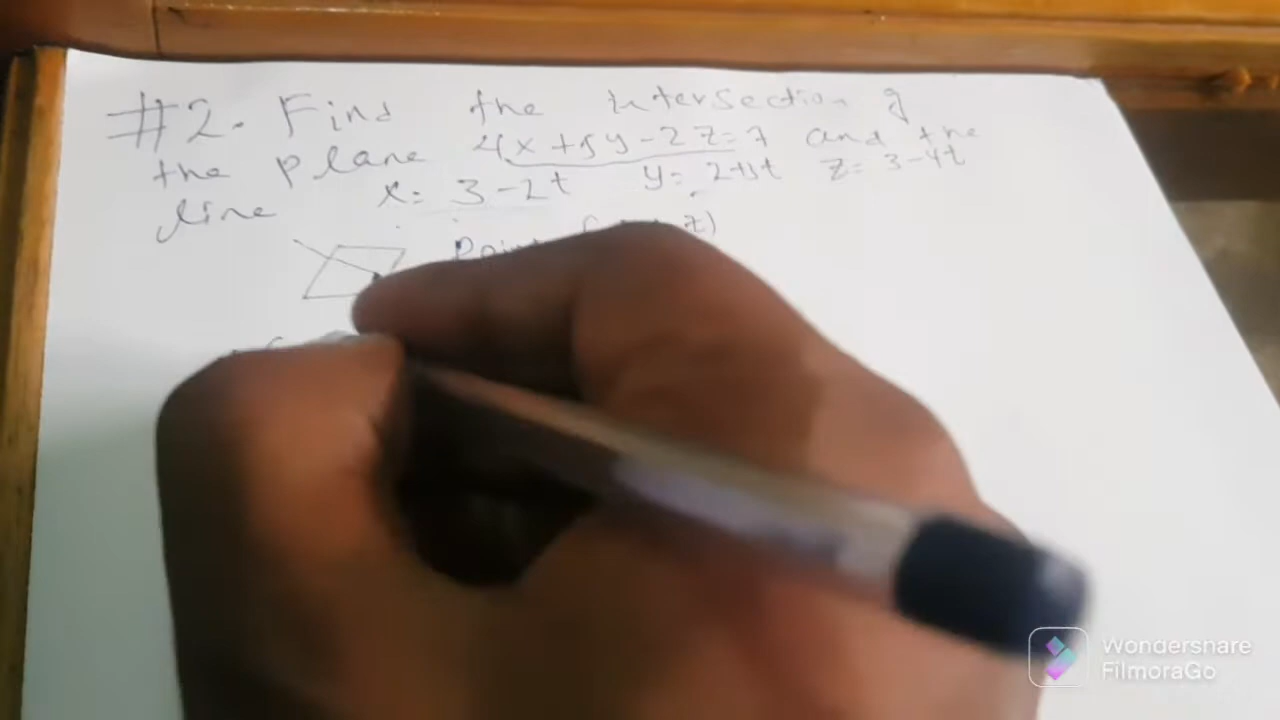 #2. Find the intersection of
the plane 4x + 5y - 2z = 7 and the
line x = 3 - 2t y = 2 + 5t z = 3 - 4t
Point z)
Wondershare
FilmoraGo